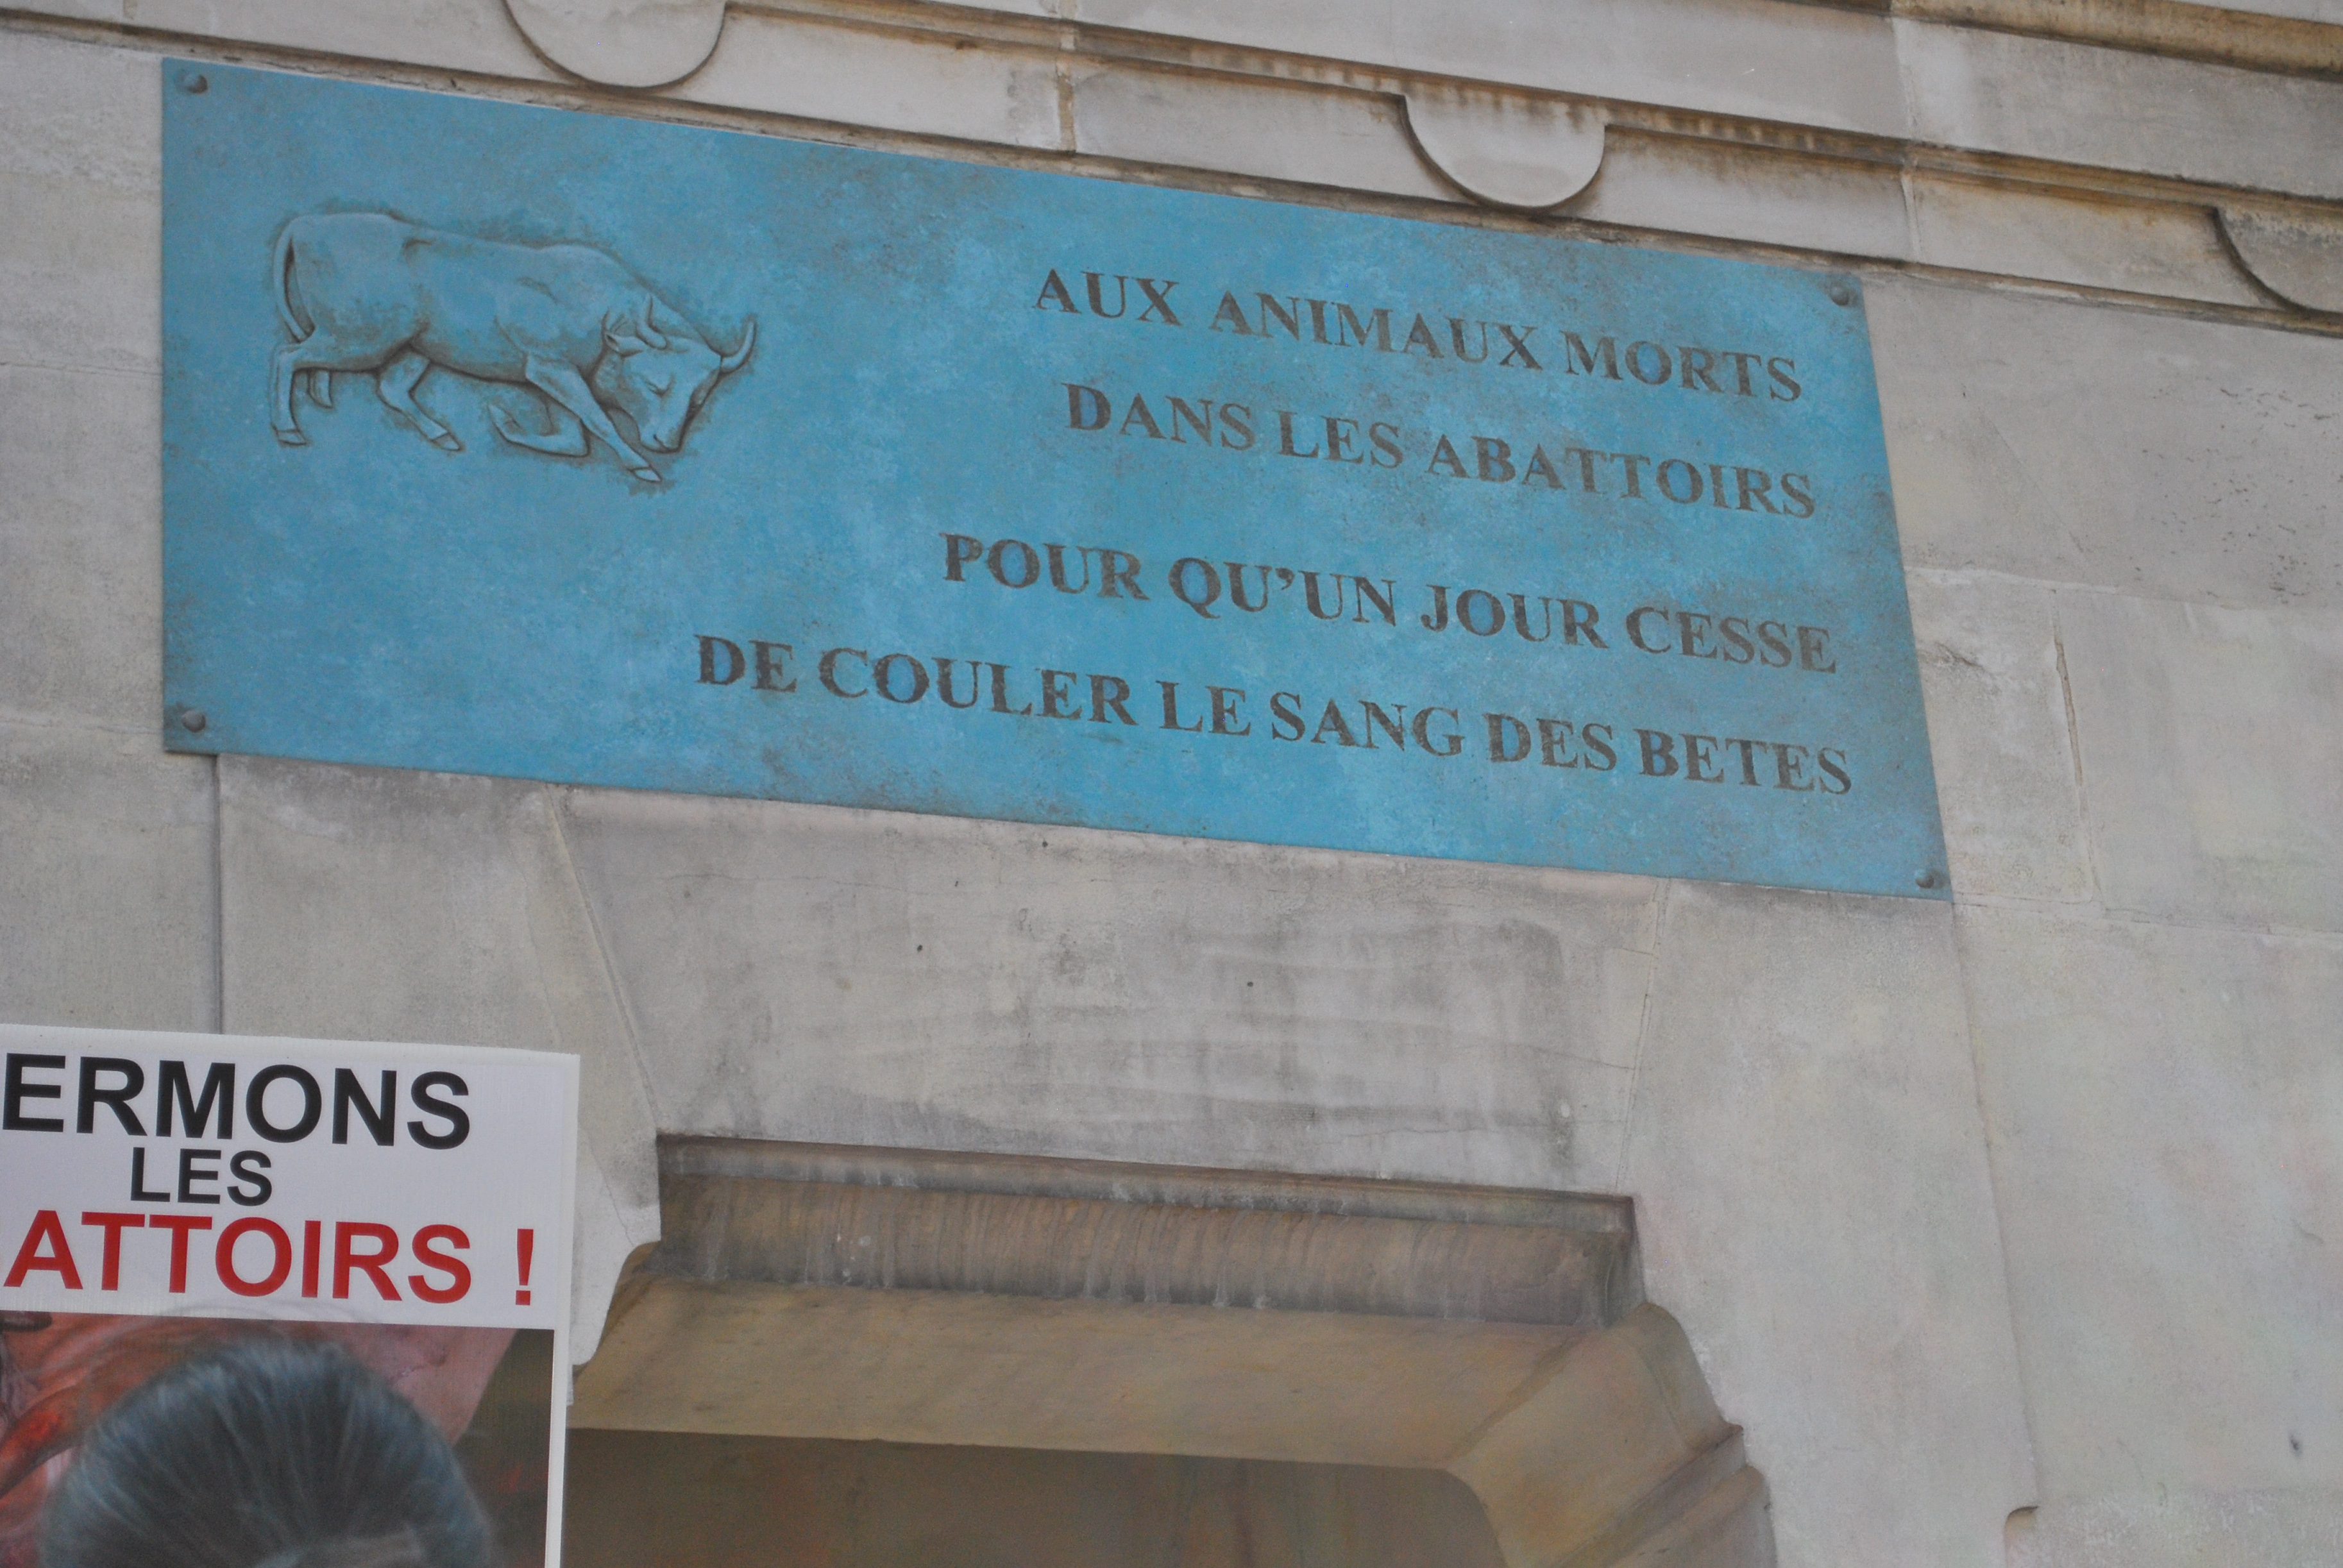 AUX ANIMAUX MORTS
DANS LES ABATTOIRS
POUR QU'UN JOUR CESSE
DE COULER LE SANG DES BETES
ERMONS
LES
ATTOIRS !